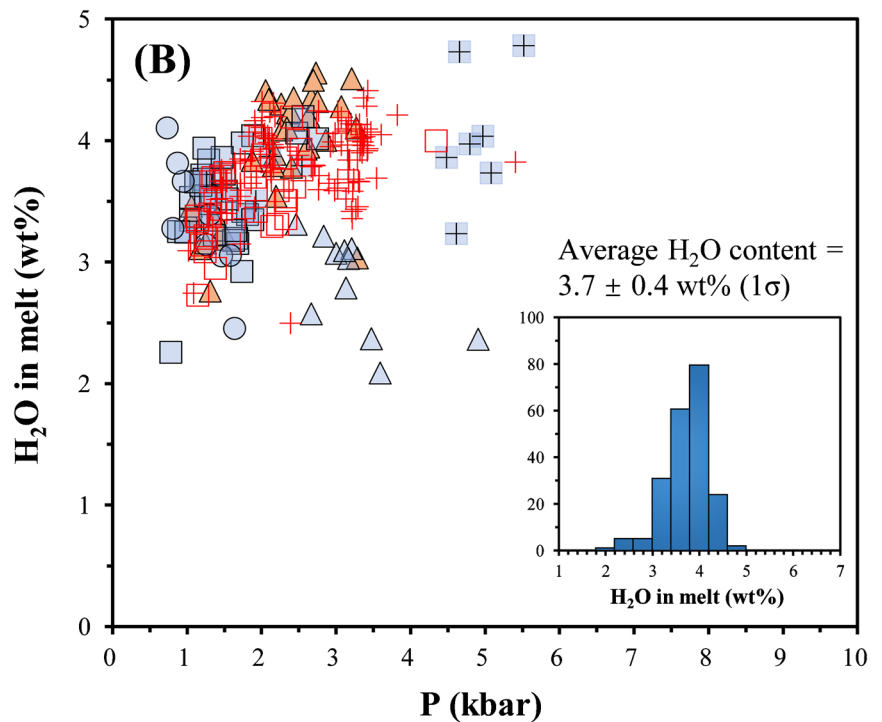 (B)
5
4
3
2
1
0
H₂O in melt (wt%)
0 1 2 3 4 5 6 7 8 9 10
P (kbar)
Average H₂O content =
3.7 ± 0.4 wt% (1σ)
100
80
60
40
20
0
1 2 3 4 5 6 7
H₂O in melt (wt%)